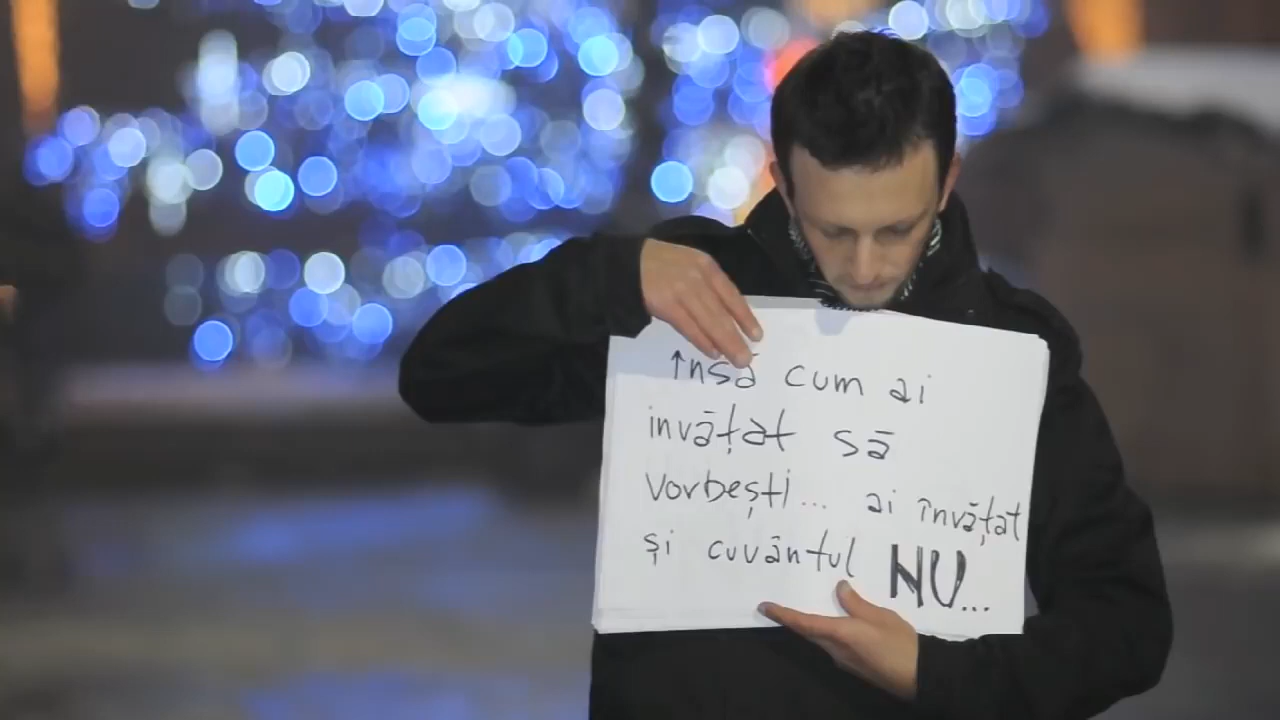 Însă cum ai
învățat să
vorbești... ai învățat
și cuvântul NU...